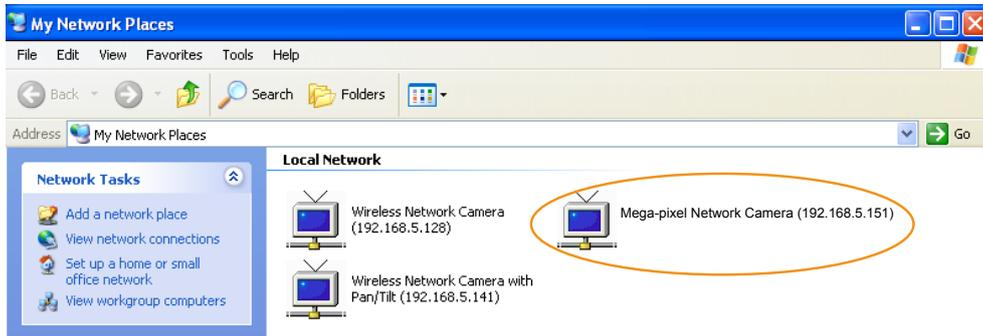 My Network Places
File Edit View Favorites Tools Help
Back Search Folders
Address My Network Places Go
Network Tasks
Add a network place
View network connections
Set up a home or small
office network
View workgroup computers
Local Network
Wireless Network Camera
(192.168.5.128)
Mega-pixel Network Camera (192.168.5.151)
Wireless Network Camera with
Pan/Tilt (192.168.5.141)